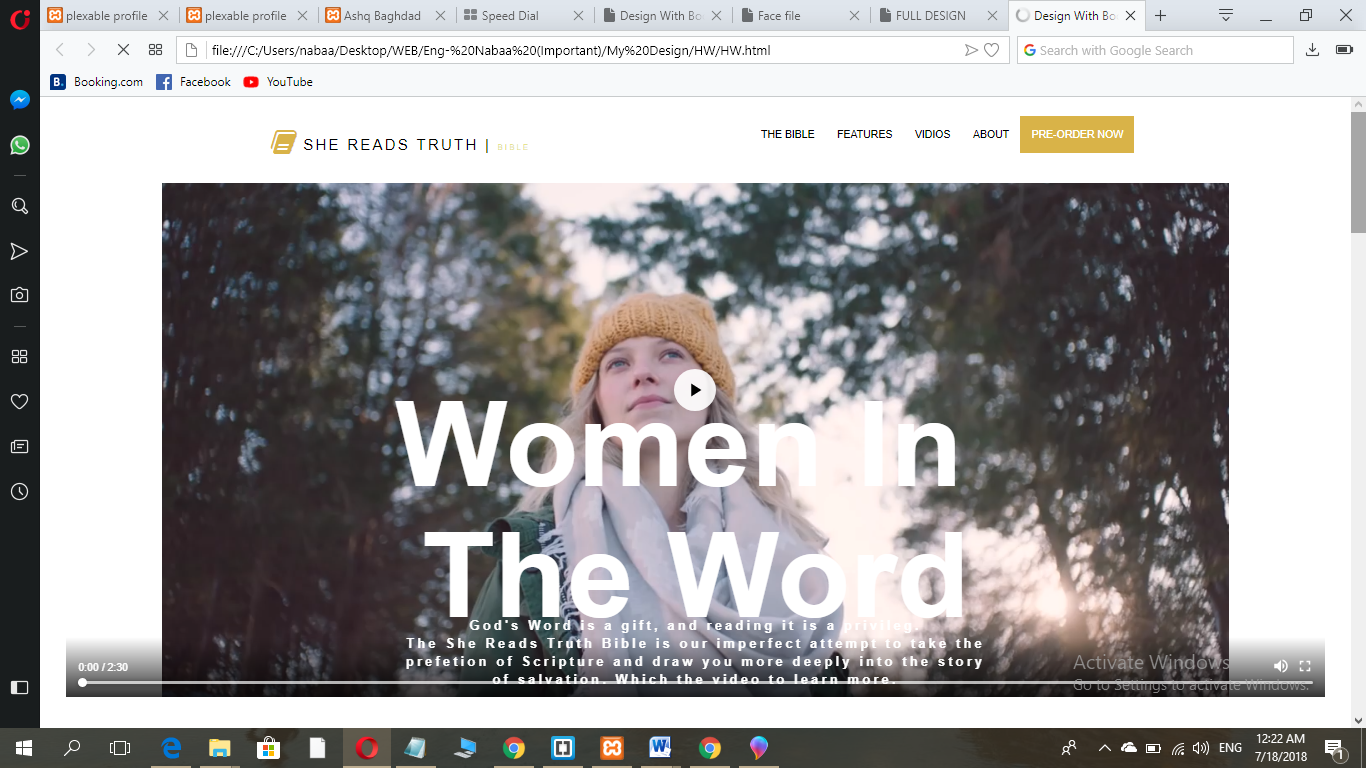 plexable profile
plexable profile
Ashq Baghdad
Speed Dial
Design With Bo
Face file
FULL DESIGN
Design With Bo
file:///C:/Users/nabaa/Desktop/WEB/Eng-%20Nabaa%20(Important)/My%20Design/HW/HW.html
Search with Google Search
B. Booking.com
Facebook
YouTube
SHE READS TRUTH | BIBLE
THE BIBLE
FEATURES
VIDIOS
ABOUT
PRE-ORDER NOW
Women In
The Word
God's Word is a gift, and reading it is a privileg.
The She Reads Truth Bible is our imperfect attempt to take the
prefetion of Scripture and draw you more deeply into the story
of salvation. Which the video to learn more.
0:00 / 2:30
Activate Windows
Go to Settings to activate Windows.
ENG
12:22 AM
7/18/2018
1